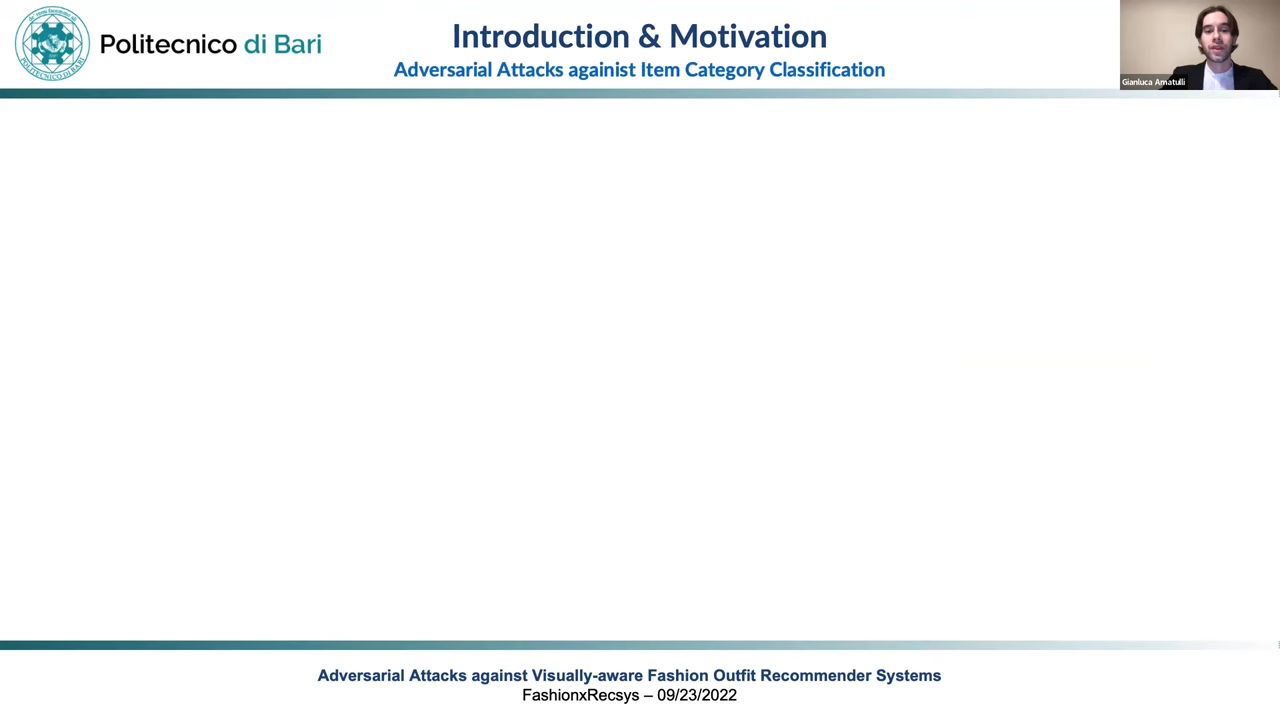 Politecnico di Bari
Introduction & Motivation
Adversarial Attacks againist Item Category Classification
Gianluca Amatulli
Adversarial Attacks against Visually-aware Fashion Outfit Recommender Systems
FashionxRecsys – 09/23/2022